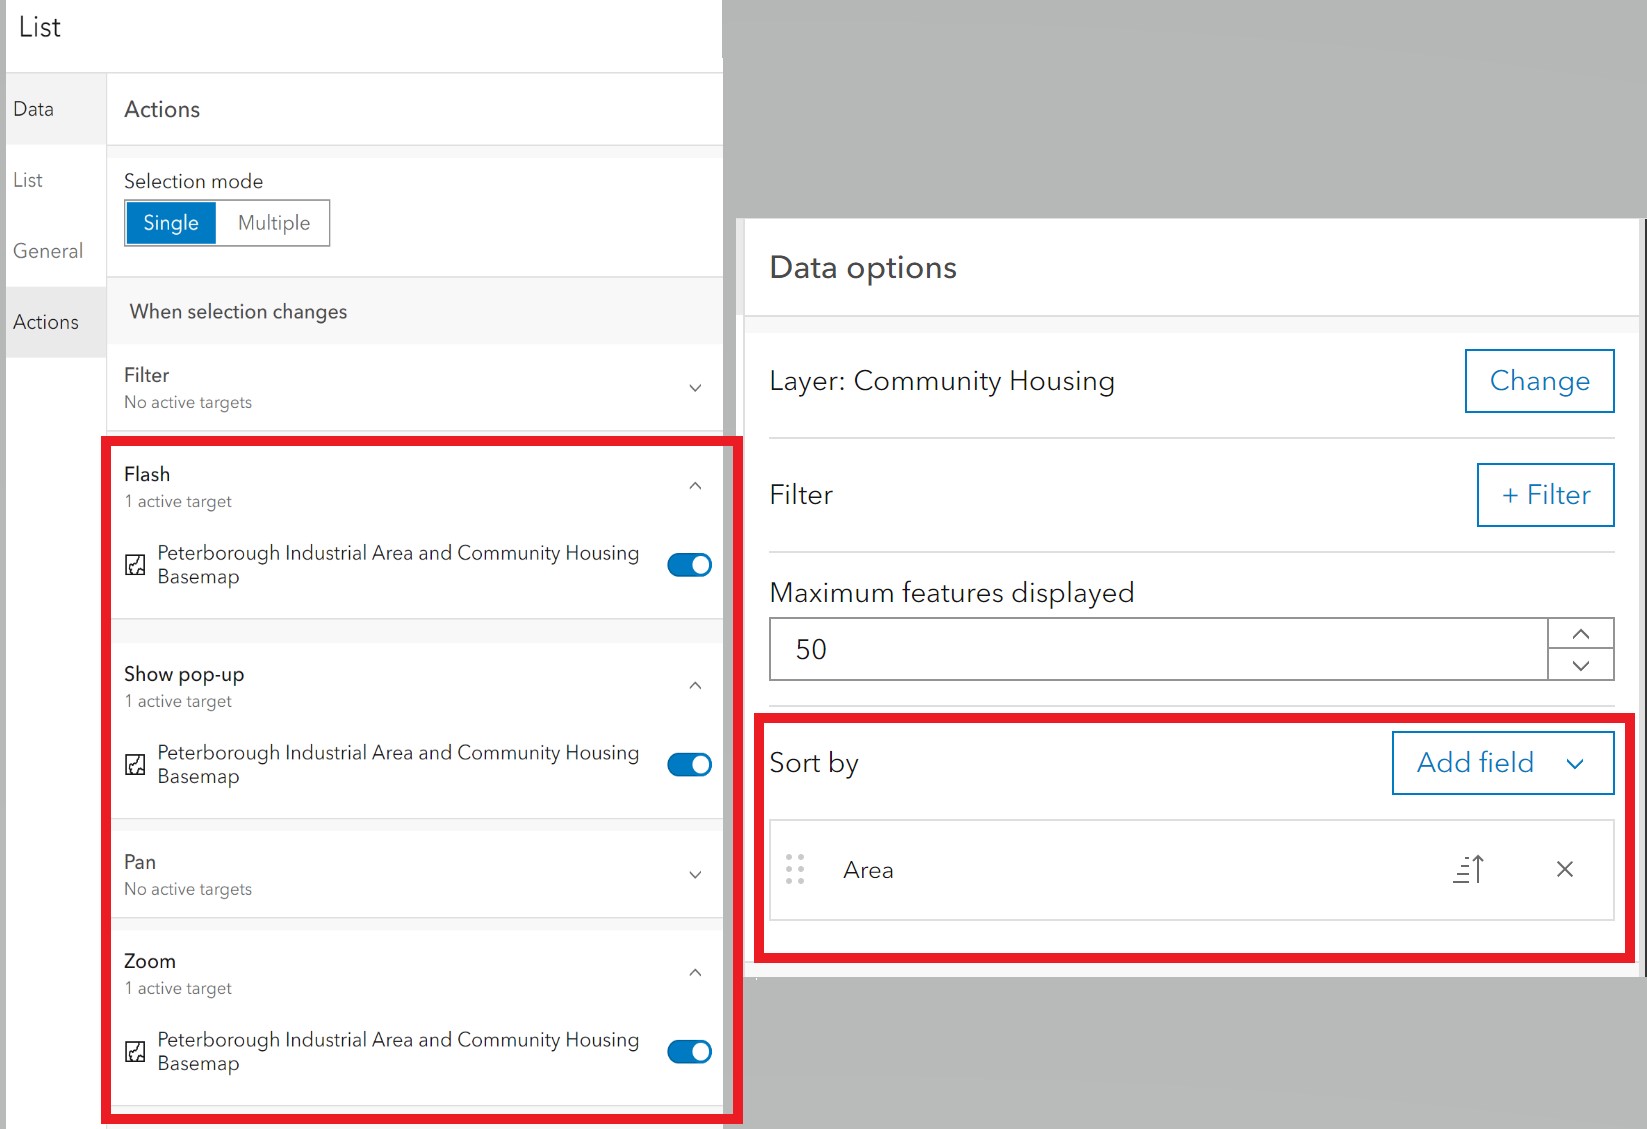 List
Data
List
General
Actions
Actions
Selection mode
Single Multiple
When selection changes
Filter
No active targets
Flash
1 active target
Peterborough Industrial Area and Community Housing
Basemap
Show pop-up
1 active target
Peterborough Industrial Area and Community Housing
Basemap
Pan
No active targets
Zoom
1 active target
Peterborough Industrial Area and Community Housing
Basemap
Data options
Layer: Community Housing Change
Filter + Filter
Maximum features displayed
50
Sort by Add field
Area